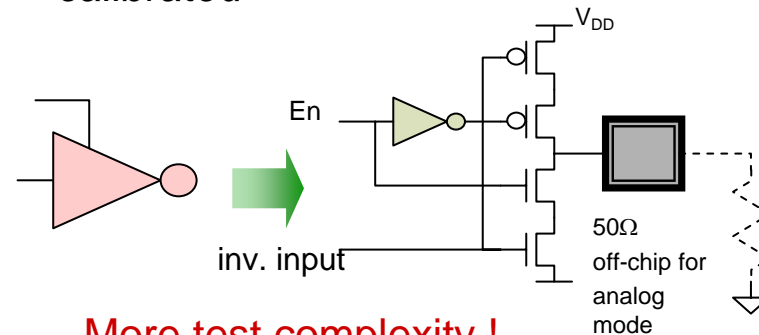 V_DD
En
inv. input
50Ω
off-chip for
analog
mode
More test complexity !